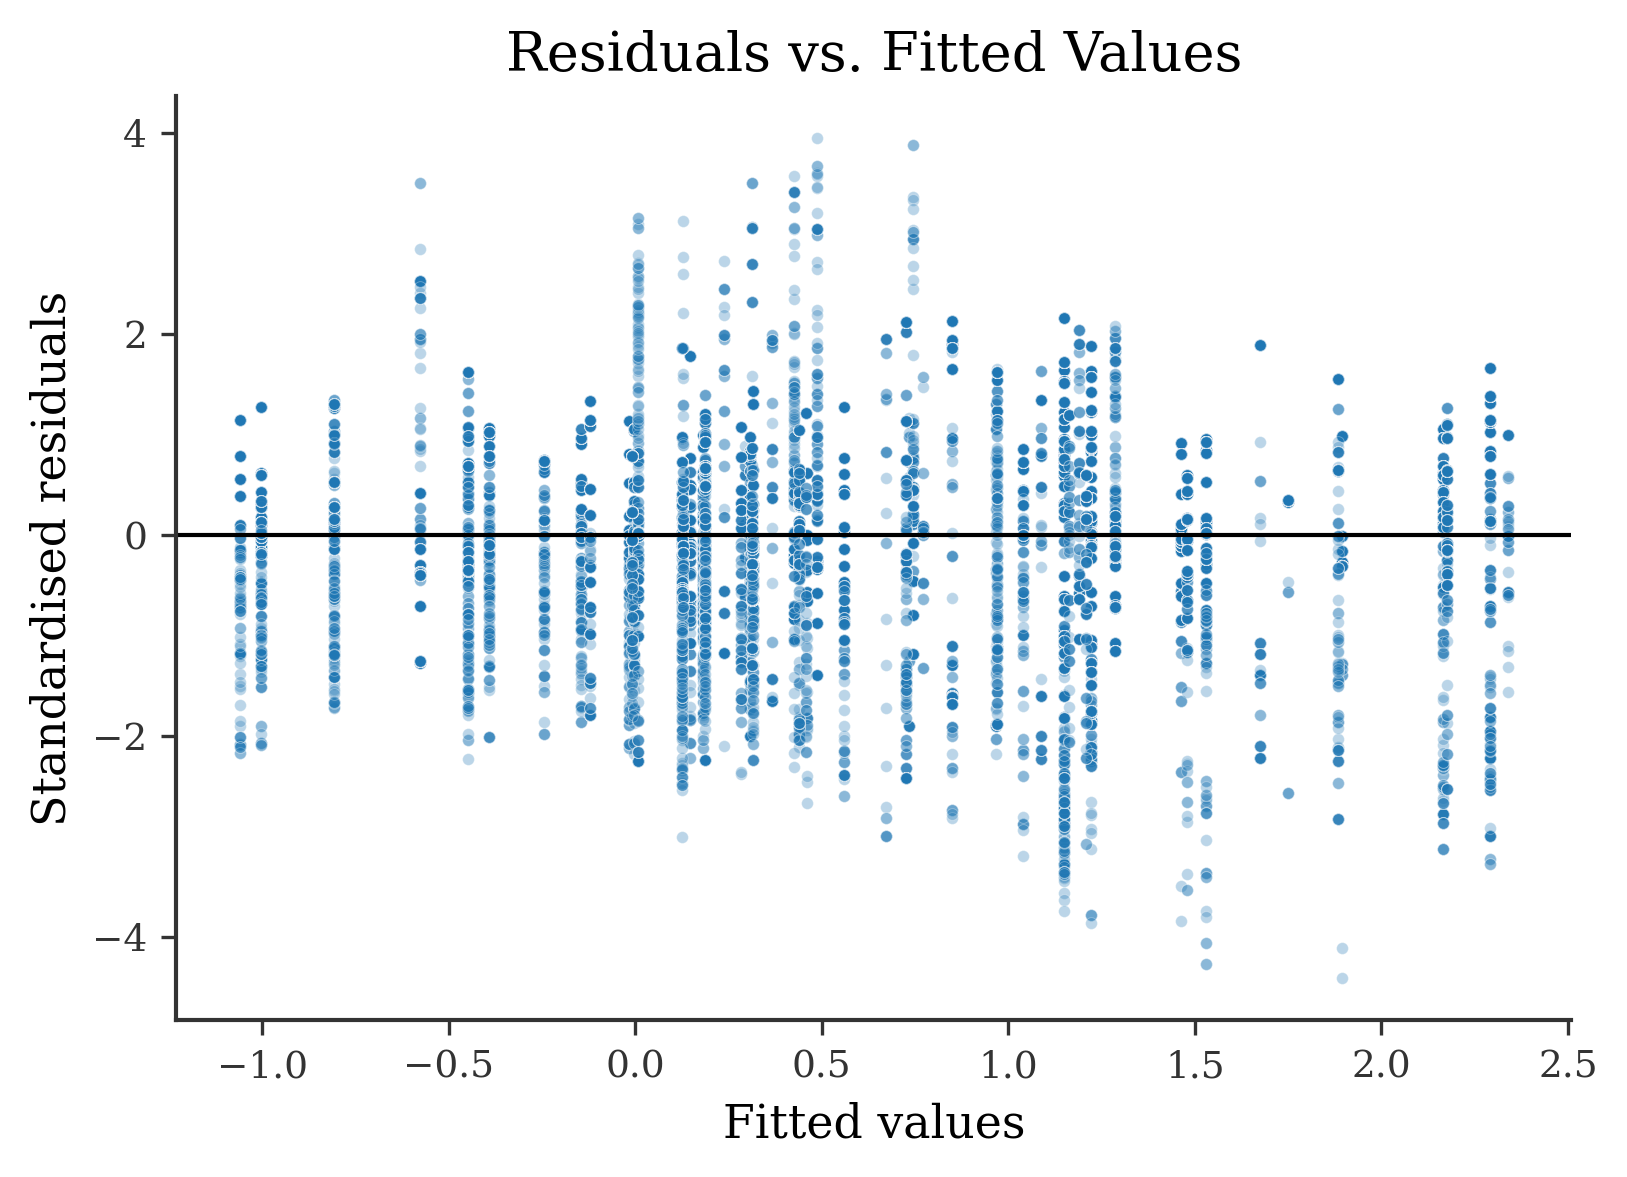 Residuals vs. Fitted Values
Standardised residuals
4
2
0
−2
−4
−1.0 −0.5 0.0 0.5 1.0 1.5 2.0 2.5
Fitted values